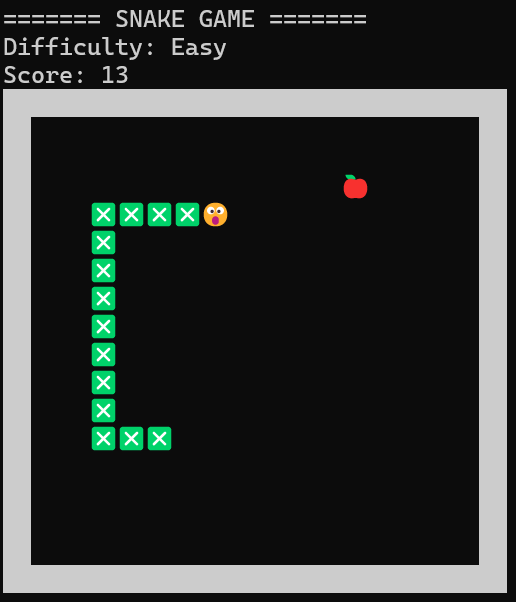 ======= SNAKE GAME =======
Difficulty: Easy
Score: 13